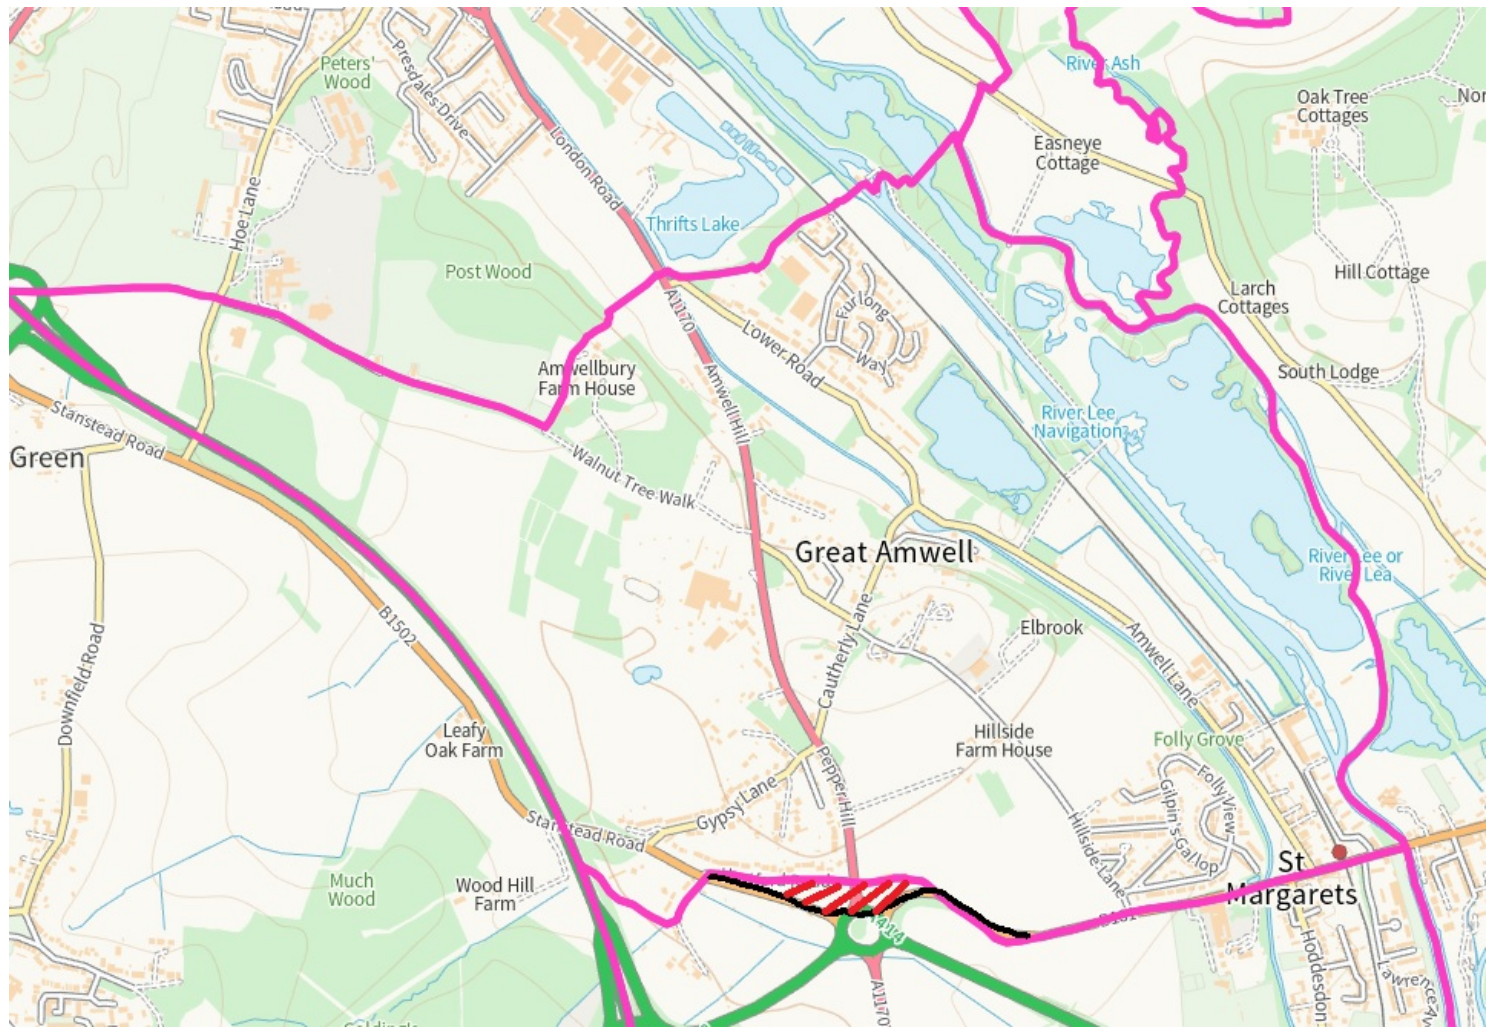 Peters'
Wood
Presdales Drive
River Ash
Oak Tree
Cottages
Nor
London Road
Easneye
Cottage
Hoe Lane
Thrifts Lake
Post Wood
Hill Cottage
Larch
Cottages
A1170
Furlong
Way
Lower Road
Amwellbury
Farm House
Amwell Hill
South Lodge
Stanstead Road
River Lee
Navigation
Green
Walnut Tree Walk
Great Amwell
River Lee or
River Lea
B1502
Cautherly Lane
Elbrook
Amwell Lane
Downfield Road
Leafy
Oak Farm
Hillside
Farm House
Folly Grove
Pepper Hill
Folly View
Gilpin's Gallop
Gypsy Lane
Stanstead Road
Hillside Lane
St
Margarets
Much
Wood
Wood Hill
Farm
B181
A414
Hoddesdon
Lawrence Av
A1170